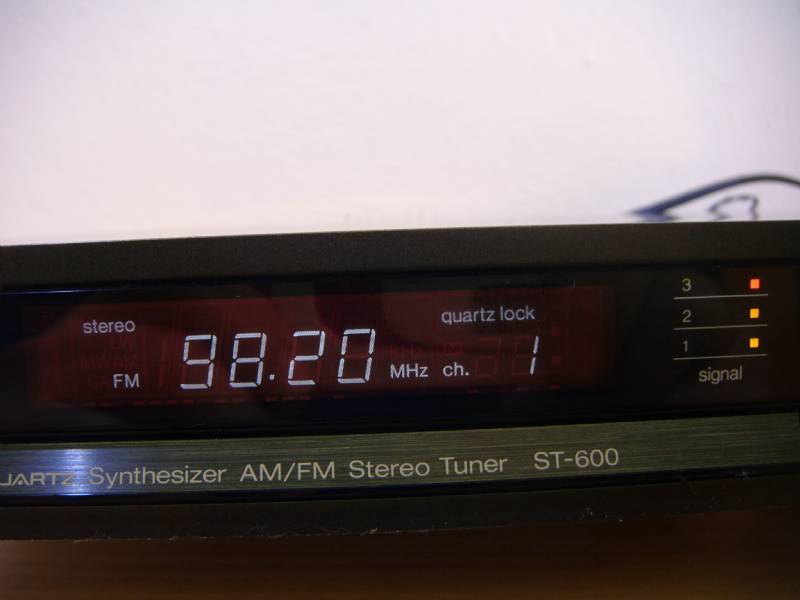 stereo
quartz lock
FM 98.20 MHz ch. 1
3
2
1
signal
Synthesizer AM/FM Stereo Tuner ST-600